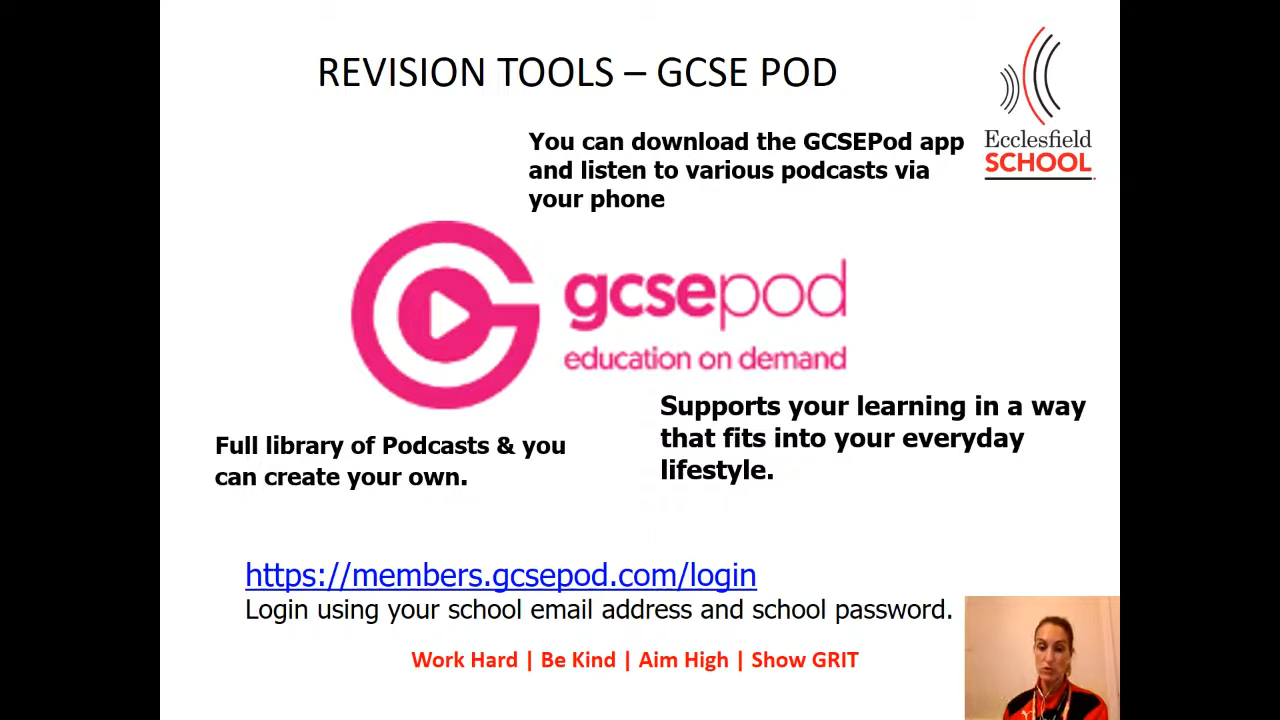 REVISION TOOLS – GCSE POD
Ecclesfield
SCHOOL
You can download the GCSEPod app
and listen to various podcasts via
your phone
gcsepod
education on demand
Supports your learning in a way
that fits into your everyday
lifestyle.
Full library of Podcasts & you
can create your own.
https://members.gcsepod.com/login
Login using your school email address and school password.
Work Hard | Be Kind | Aim High | Show GRIT